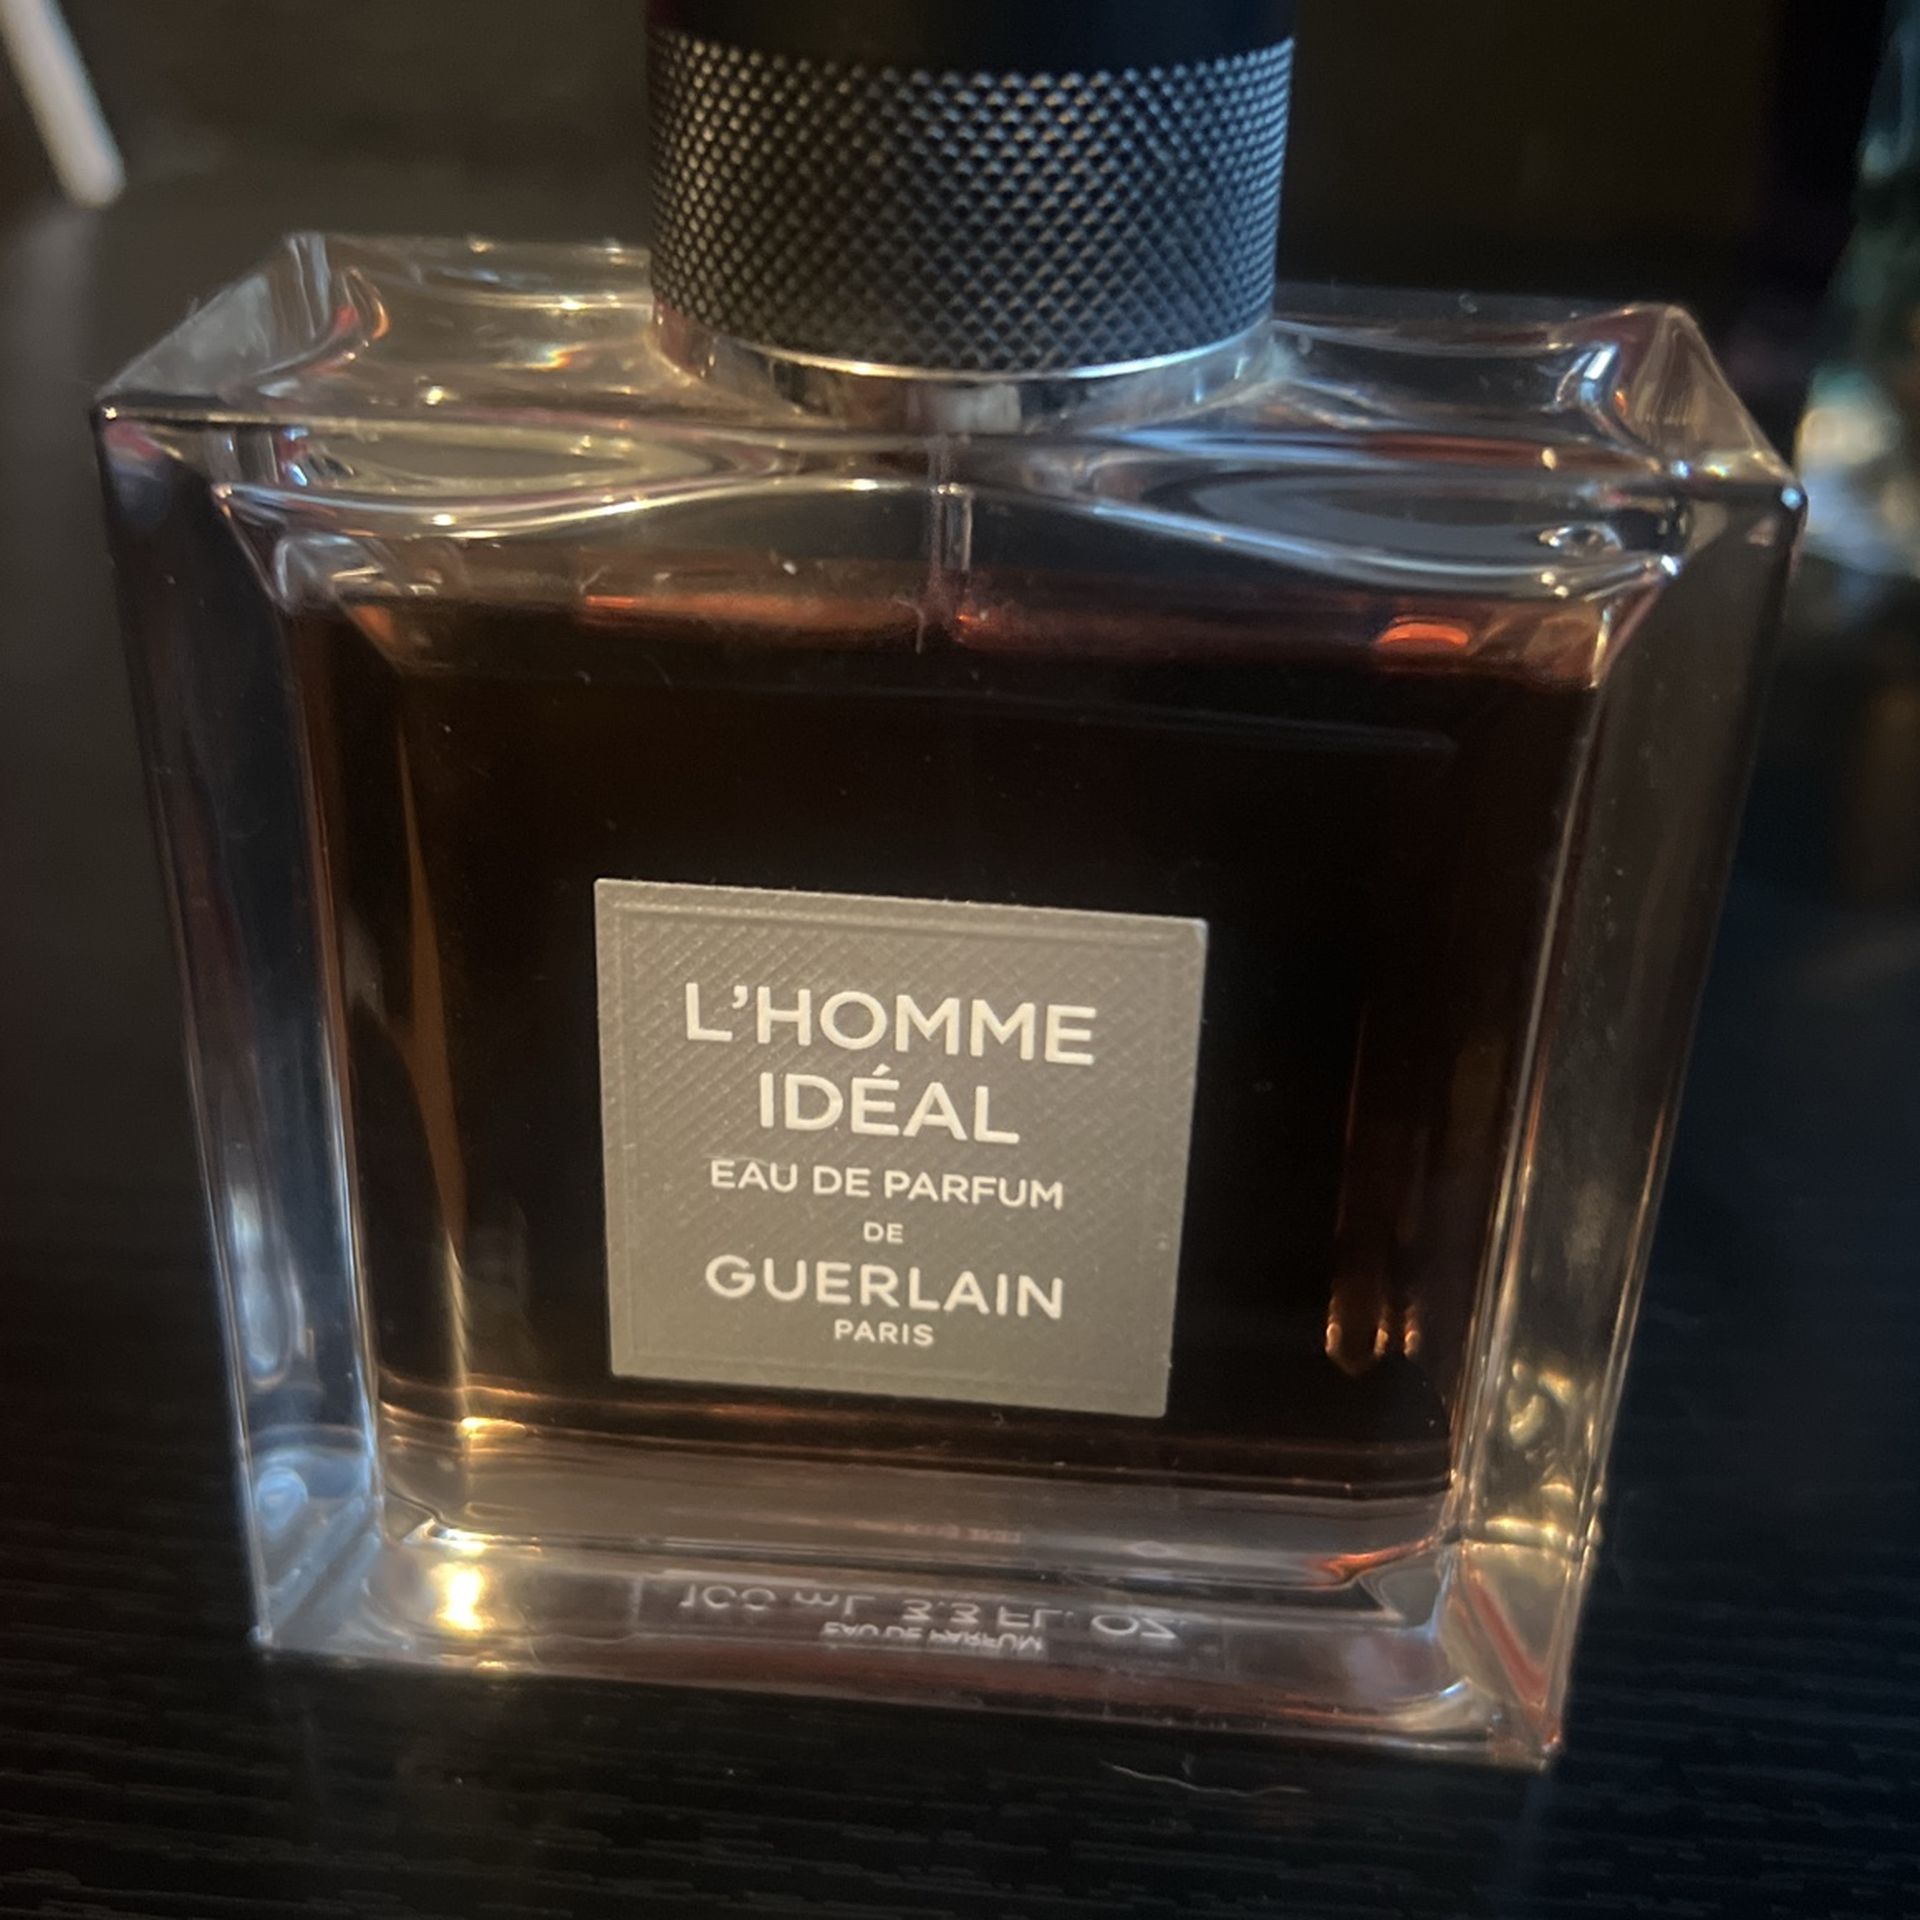 L'HOMME
IDÉAL
EAU DE PARFUM
DE
GUERLAIN
PARIS
100 mL 3.3 FL. OZ.
EAU DE PARFUM